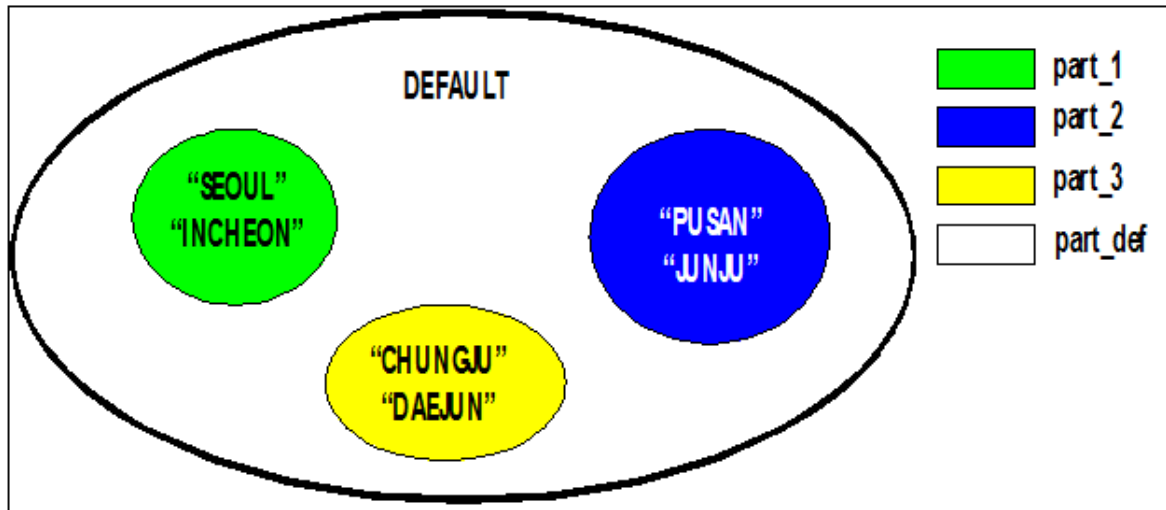 DEFAULT
“SEOUL”
“INCHEON”
“PUSAN”
“JUNJU”
“CHUNGJU”
“DAEJUN”
part_1
part_2
part_3
part_def